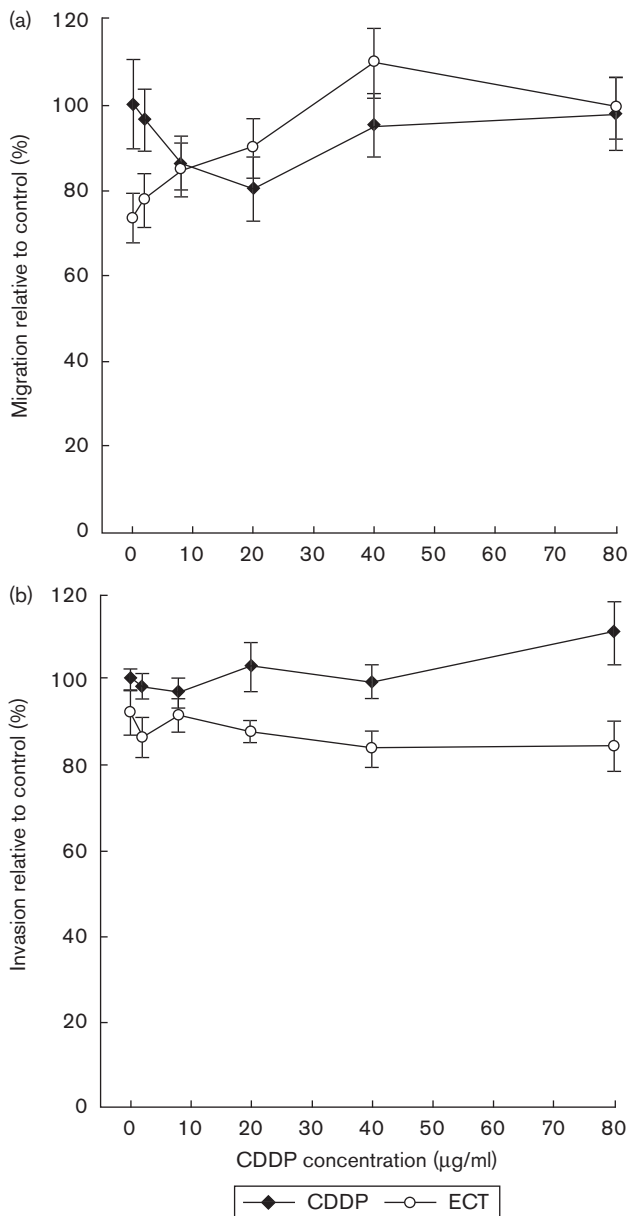 (a)
120
100
80
60
40
20
0
Migration relative to control (%)
0 10 20 30 40 50 60 70 80
(b)
120
100
80
60
40
20
0
Invasion relative to control (%)
0 10 20 30 40 50 60 70 80
CDDP concentration (μg/ml)
CDDP ECT